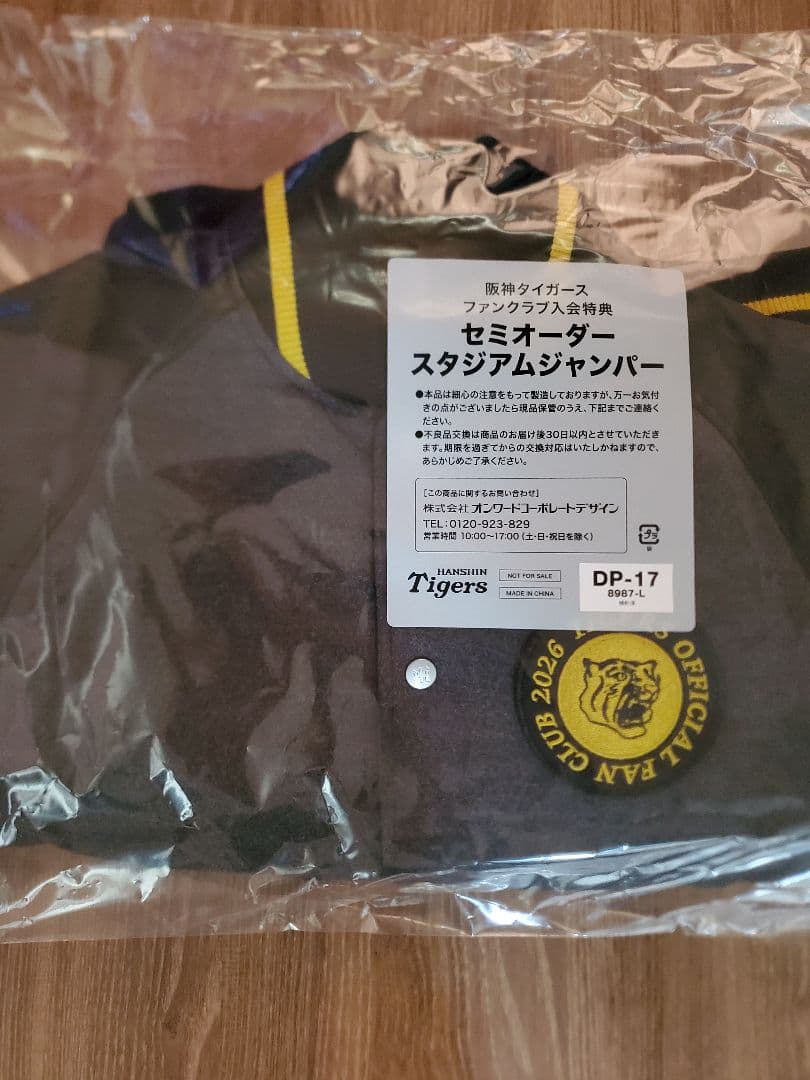 阪神タイガース
ファンクラブ入会特典
セミオーダー
スタジアムジャンパー
●本品は細心の注意をもって製造しておりますが、万一お気付
きの点がございましたら現品保管のうえ、下記までご連絡く
ださい。
●不良品交換は商品のお届け後30日以内とさせていただき
ます。期限を過ぎてからの交換対応はいたしかねますので、
あらかじめご了承ください。
[この商品に関するお問い合わせ]
株式会社 オンワードコーポレートデザイン
TEL:0120-923-829
営業時間 10:00〜17:00 (土・日・祝日を除く)
プラ
袋
HANSHIN
Tigers
NOT FOR SALE
MADE IN CHINA
DP-17
8987-L
OFFICIAL FAN CLUB 2026